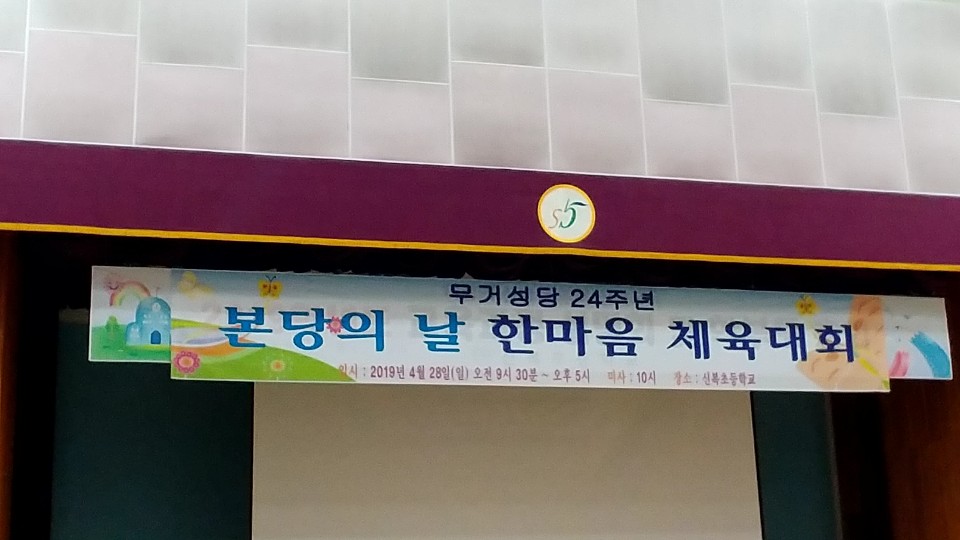 무거성당 24주년
본당의 날 한마음 체육대회
일시 : 2019년 4월 28일(일) 오전 9시 30분 ~ 오후 5시 미사 : 10시 장소 : 신복초등학교